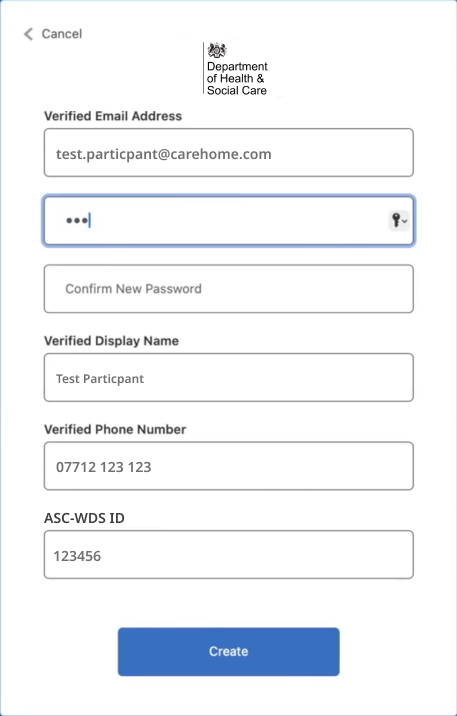 Cancel
Department
of Health &
Social Care
Verified Email Address
test.particpant@carehome.com
•••
Confirm New Password
Verified Display Name
Test Particpant
Verified Phone Number
07712 123 123
ASC-WDS ID
123456
Create